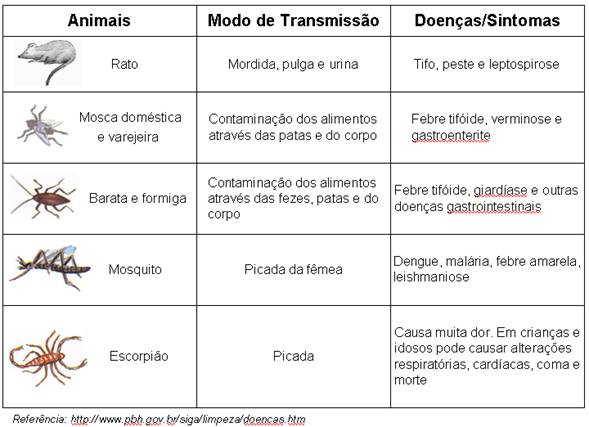 Animais
Modo de Transmissão
Doenças/Sintomas
Rato
Mordida, pulga e urina
Tifo, peste e leptospirose
Mosca doméstica
e varejeira
Contaminação dos alimentos
através das patas e do corpo
Febre tifóide, verminose e
gastroenterite
Barata e formiga
Contaminação dos alimentos
através das fezes, patas e do
corpo
Febre tifóide, giardíase e outras
doenças gastrointestinais
Mosquito
Picada da fêmea
Dengue, malária, febre amarela,
leishmaniose
Escorpião
Picada
Causa muita dor. Em crianças e
idosos pode causar alterações
respiratórias, cardíacas, coma e
morte
Referência: http://www.pbh.gov.br/siga/limpeza/doencas.htm